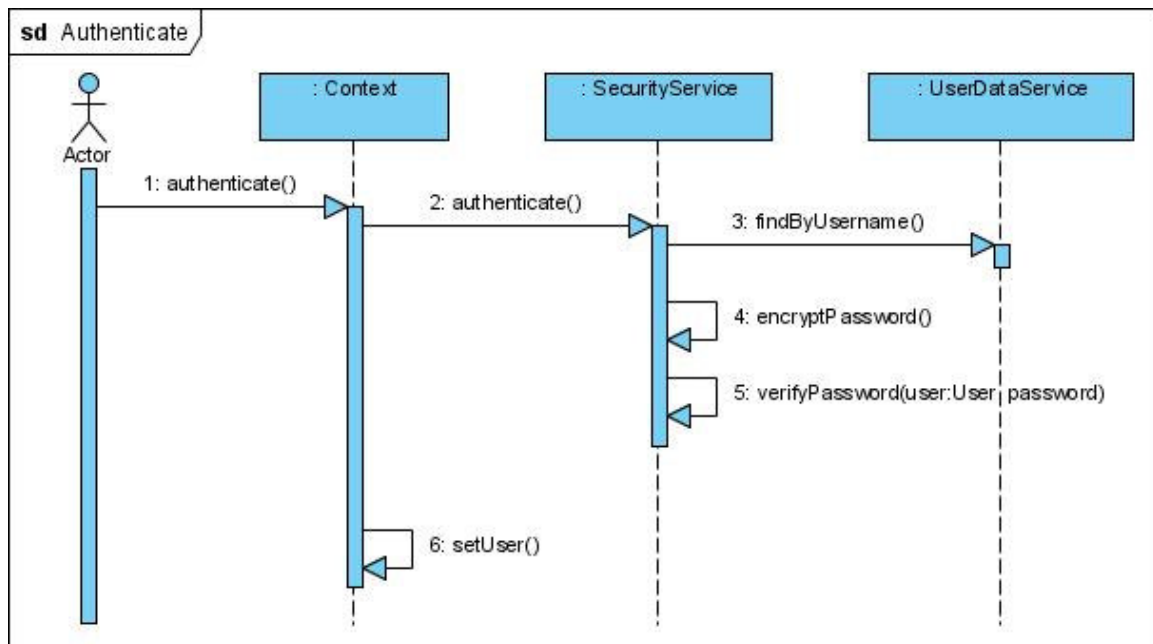 sd Authenticate
: Context
: SecurityService
: UserDataService
Actor
1: authenticate()
2: authenticate()
3: findByUsername()
4: encryptPassword()
5: verifyPassword(user:User, password)
6: setUser()